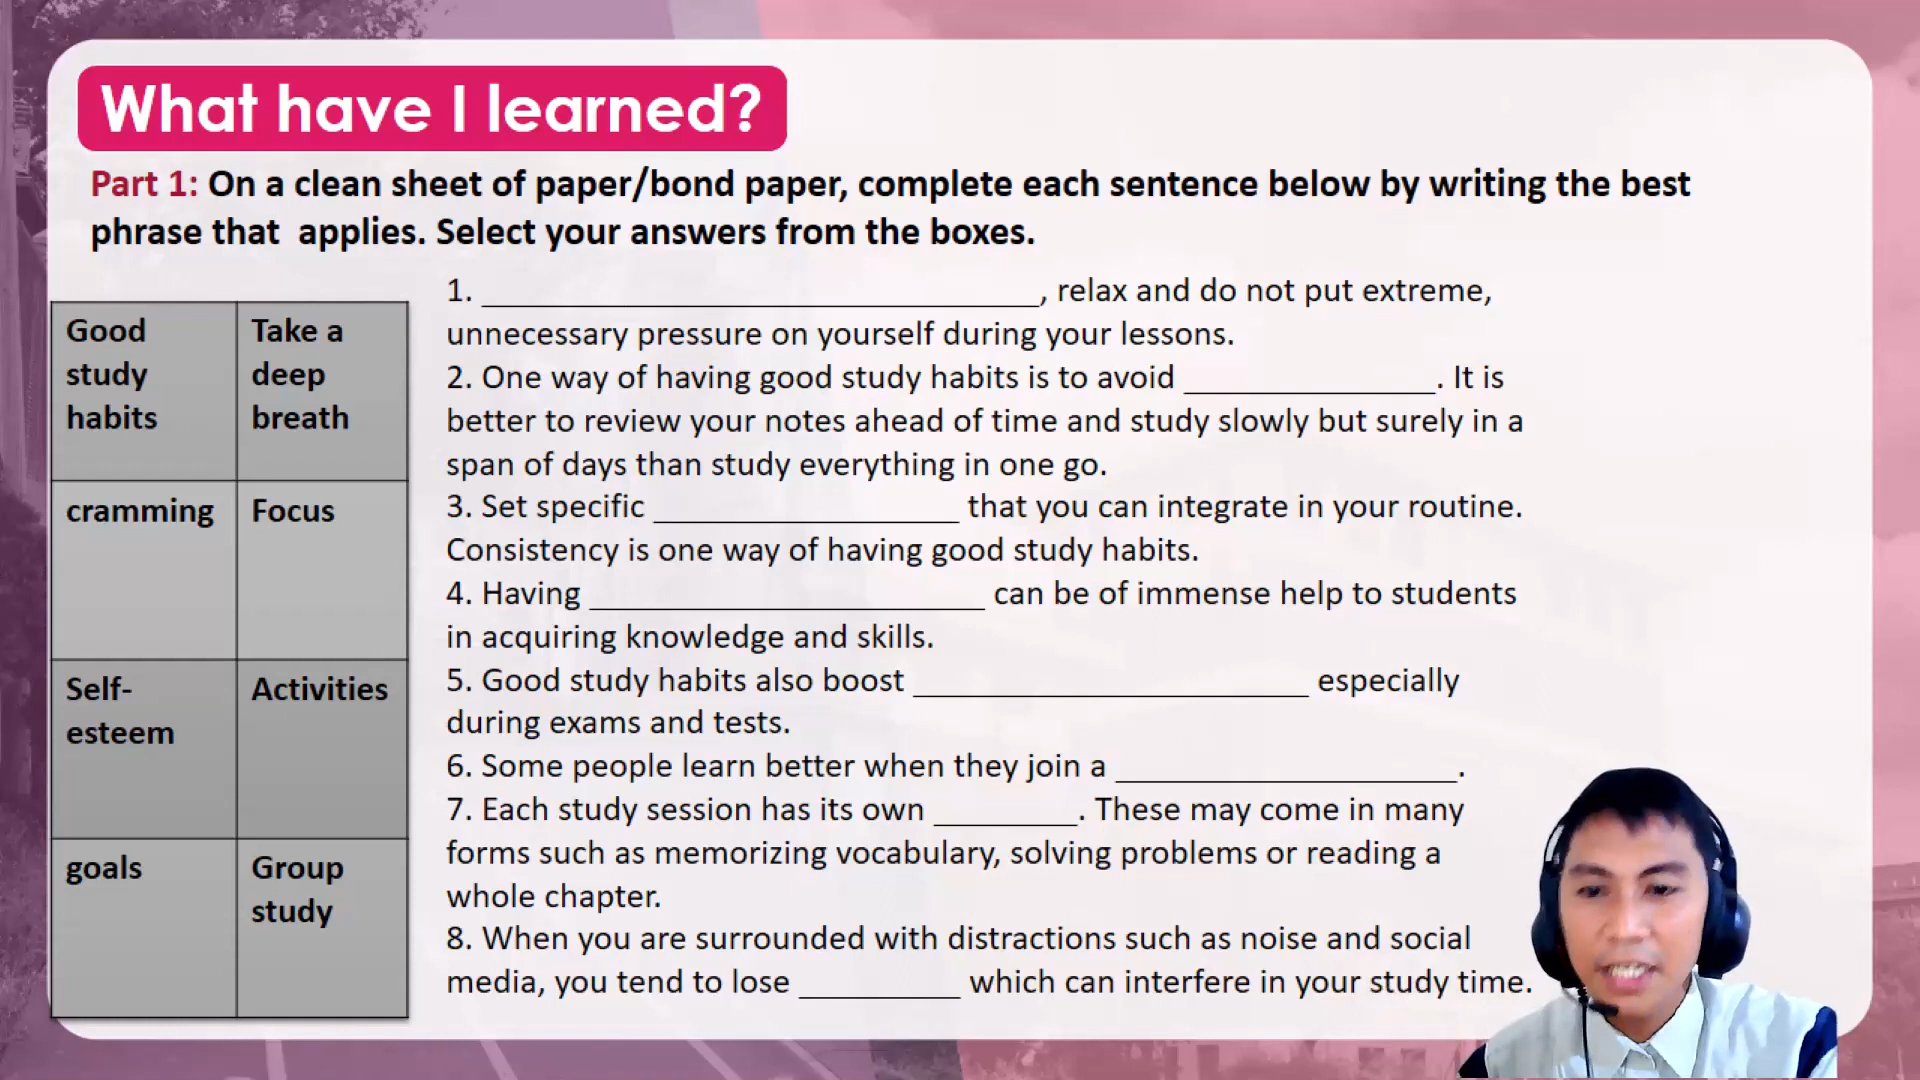 What have I learned?
Part 1: On a clean sheet of paper/bond paper, complete each sentence below by writing the best
phrase that  applies. Select your answers from the boxes.
Good
study
habits
Take a
deep
breath
cramming
Focus
Self-
esteem
Activities
goals
Group
study
1. ________________________________, relax and do not put extreme,
unnecessary pressure on yourself during your lessons.
2. One way of having good study habits is to avoid ______________. It is
better to review your notes ahead of time and study slowly but surely in a
span of days than study everything in one go.
3. Set specific _________________ that you can integrate in your routine.
Consistency is one way of having good study habits.
4. Having ______________________ can be of immense help to students
in acquiring knowledge and skills.
5. Good study habits also boost ______________________ especially
during exams and tests.
6. Some people learn better when they join a ___________________.
7. Each study session has its own ________. These may come in many
forms such as memorizing vocabulary, solving problems or reading a
whole chapter.
8. When you are surrounded with distractions such as noise and social
media, you tend to lose _________ which can interfere in your study time.